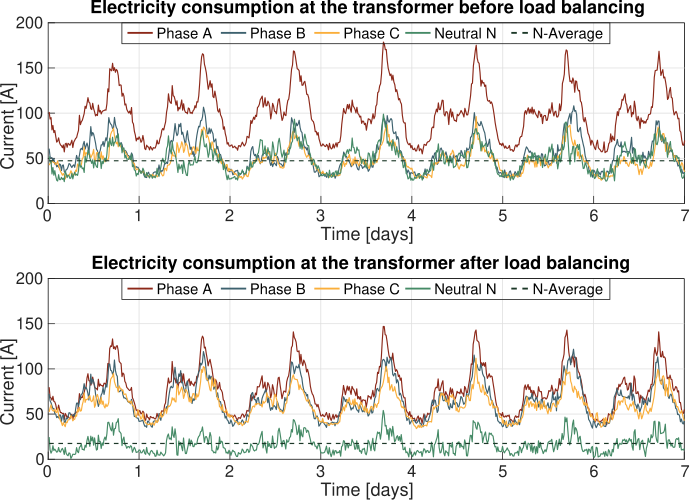 Electricity consumption at the transformer before load balancing
200
150
100
50
0
Current [A]
Phase A Phase B Phase C Neutral N N-Average
0 1 2 3 4 5 6 7
Time [days]
Electricity consumption at the transformer after load balancing
200
150
100
50
0
Current [A]
Phase A Phase B Phase C Neutral N N-Average
0 1 2 3 4 5 6 7
Time [days]